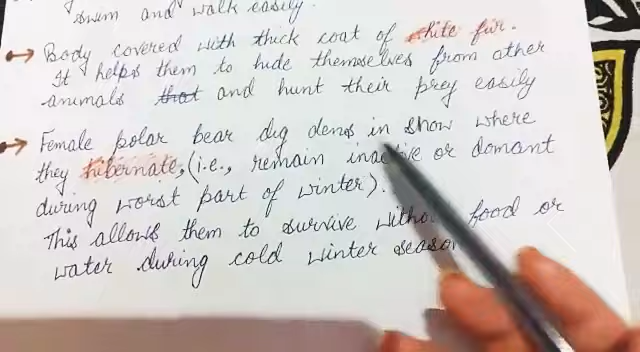 swim and walk easily.
Body covered with thick coat of white fur.
It helps them to hide themselves from other
animals that and hunt their prey easily
Female polar bear dig dens in snow where
they hibernate, (i.e., remain inactive or domant
during worst part of winter).
This allows them to survive witho food or
water during cold winter seaso